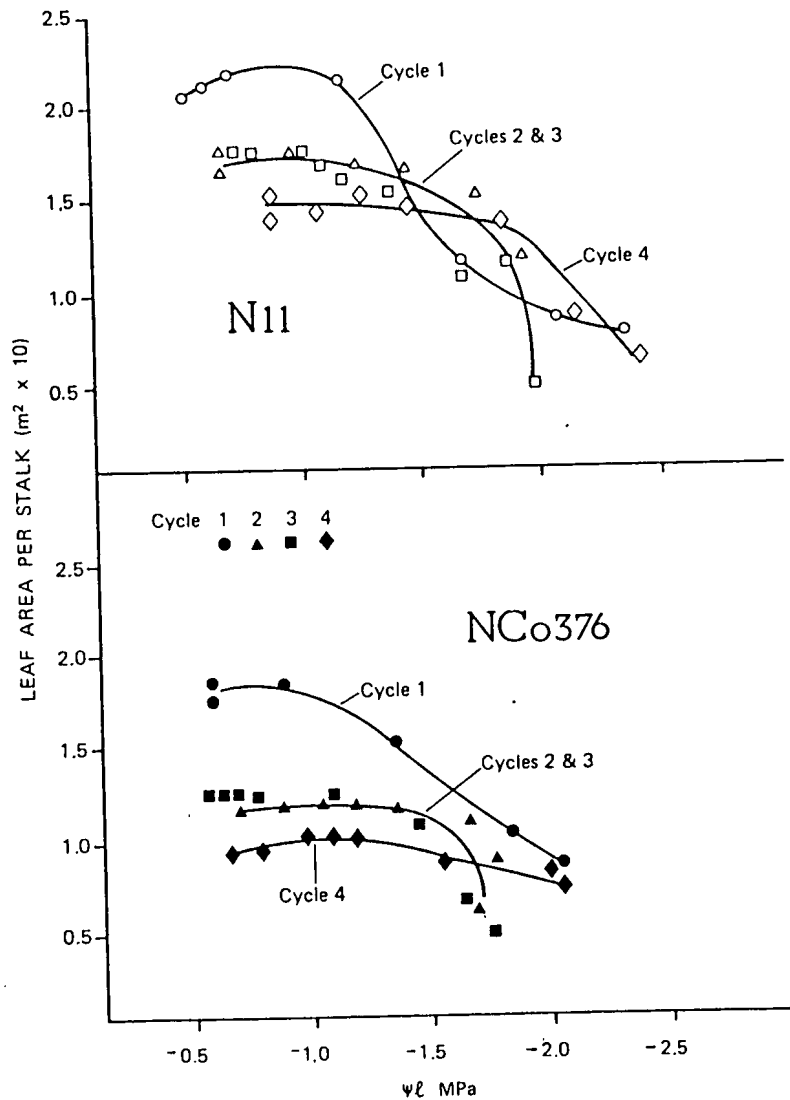 LEAF AREA PER STALK (m² x 10)
2.5
2.0
1.5
1.0
0.5
Cycle 1
Cycles 2 & 3
Cycle 4
N11
Cycle 1 2 3 4
NCo376
2.5
2.0
1.5
1.0
0.5
Cycle 1
Cycles 2 & 3
Cycle 4
-0.5 -1.0 -1.5 -2.0 -2.5
Ψℓ MPa